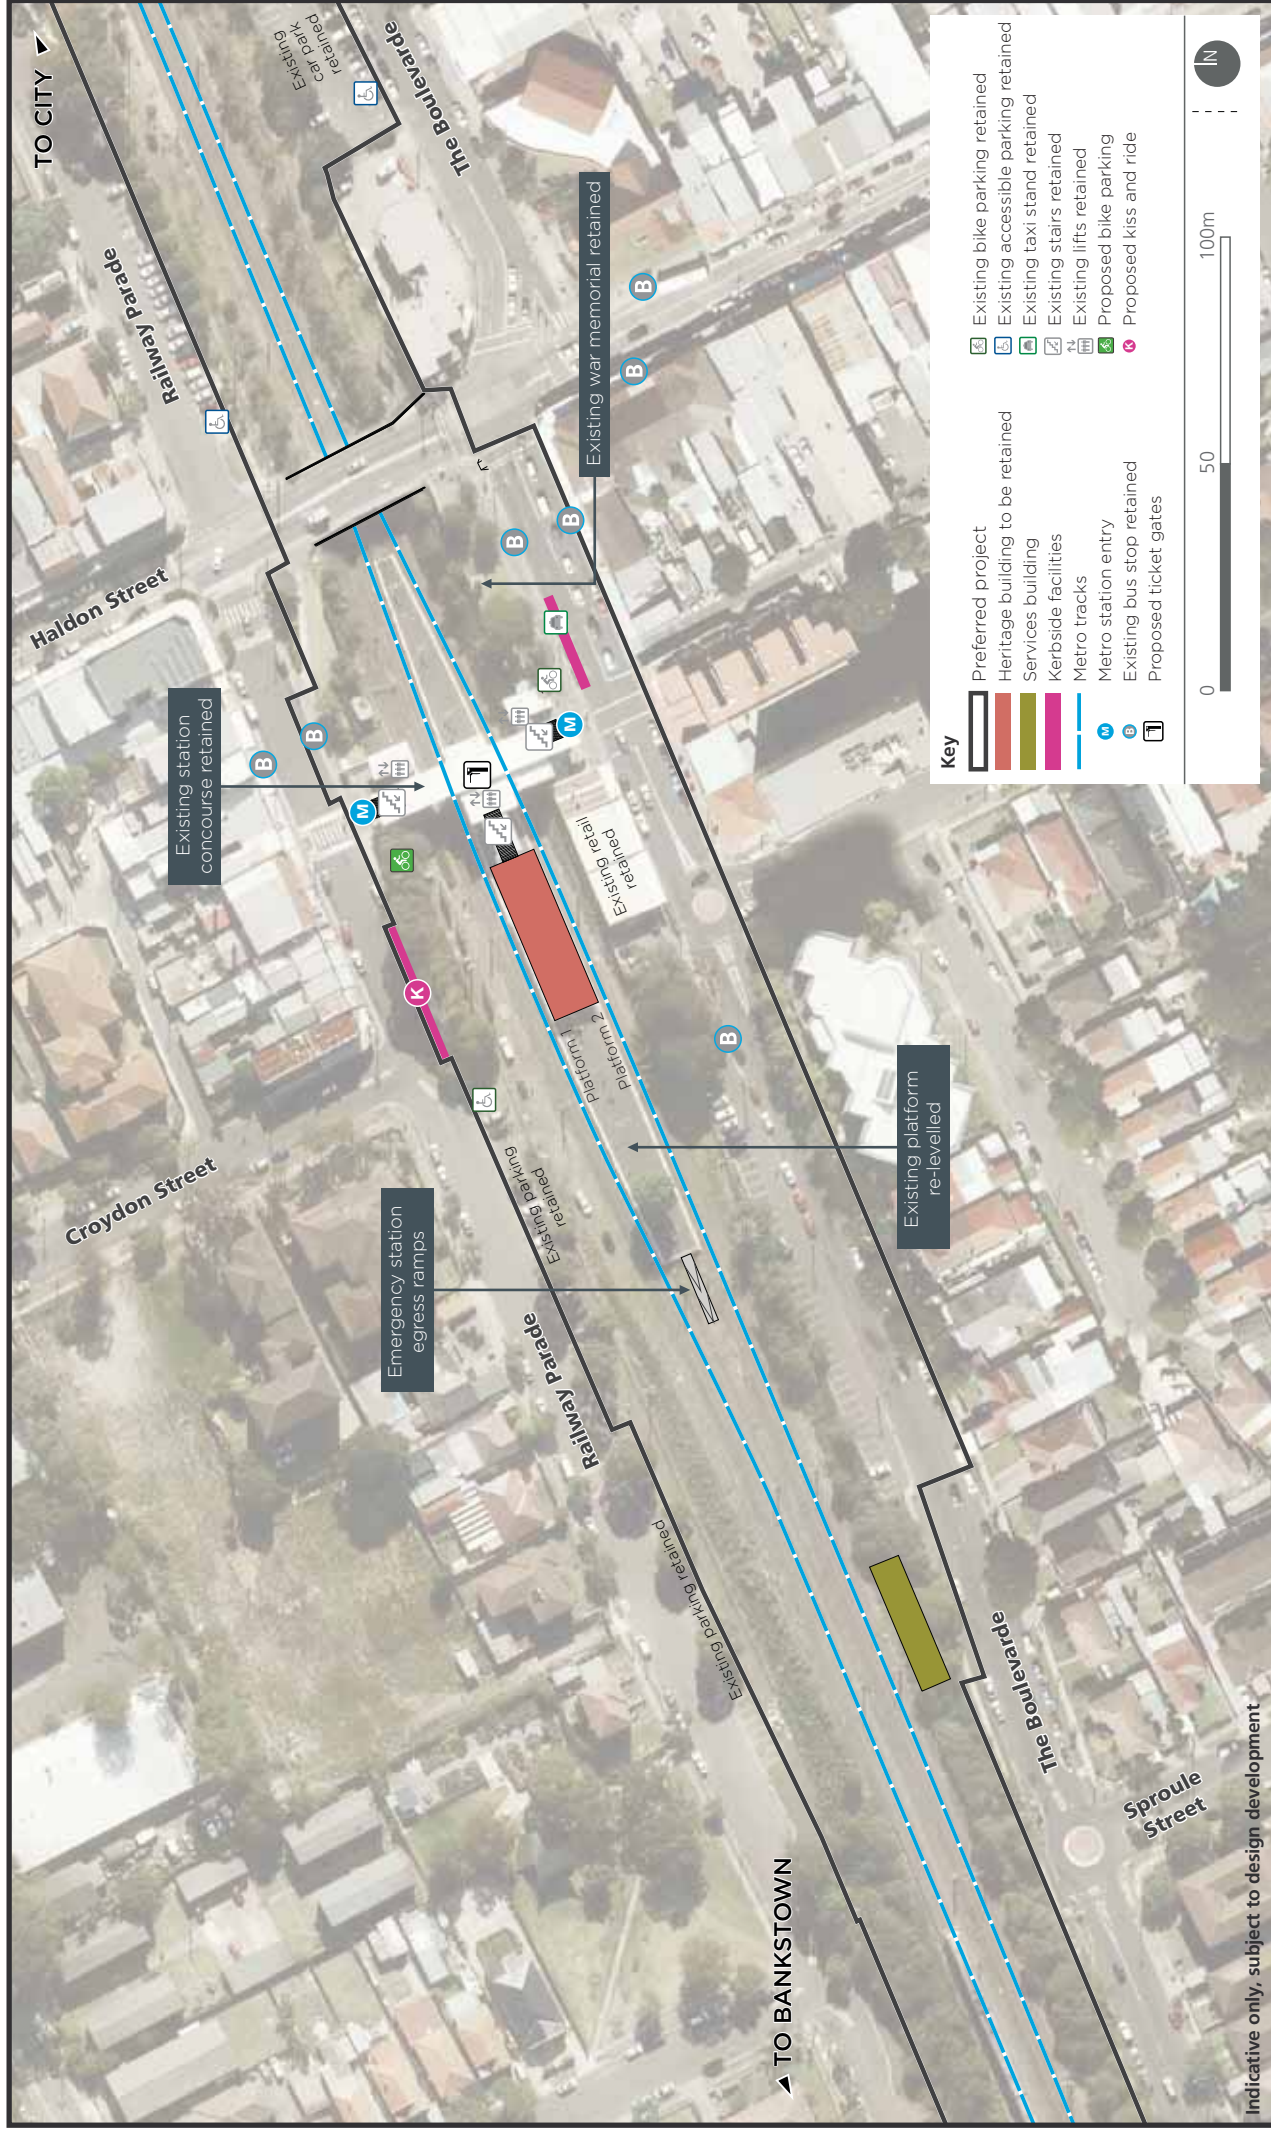 TO BANKSTOWN
TO CITY
Croydon Street
Haldon Street
Railway Parade
Railway Parade
Existing station
concourse retained
Emergency station
egress ramps
B
B
M
K
Existing parking
retained
Existing parking retained
Existing
car park
retained
The Boulevarde
Platform 1
Platform 2
Existing retail
retained
M
B
B
B
B
B
Existing war memorial retained
Existing platform
re-levelled
The Boulevarde
Sproule
Street
Key
Preferred project
Heritage building to be retained
Services building
Kerbside facilities
Metro tracks
M Metro station entry
B Existing bus stop retained
Proposed ticket gates
Existing bike parking retained
Existing accessible parking retained
Existing taxi stand retained
Existing stairs retained
Existing lifts retained
Proposed bike parking
K Proposed kiss and ride
0 50 100m
N
Indicative only, subject to design development